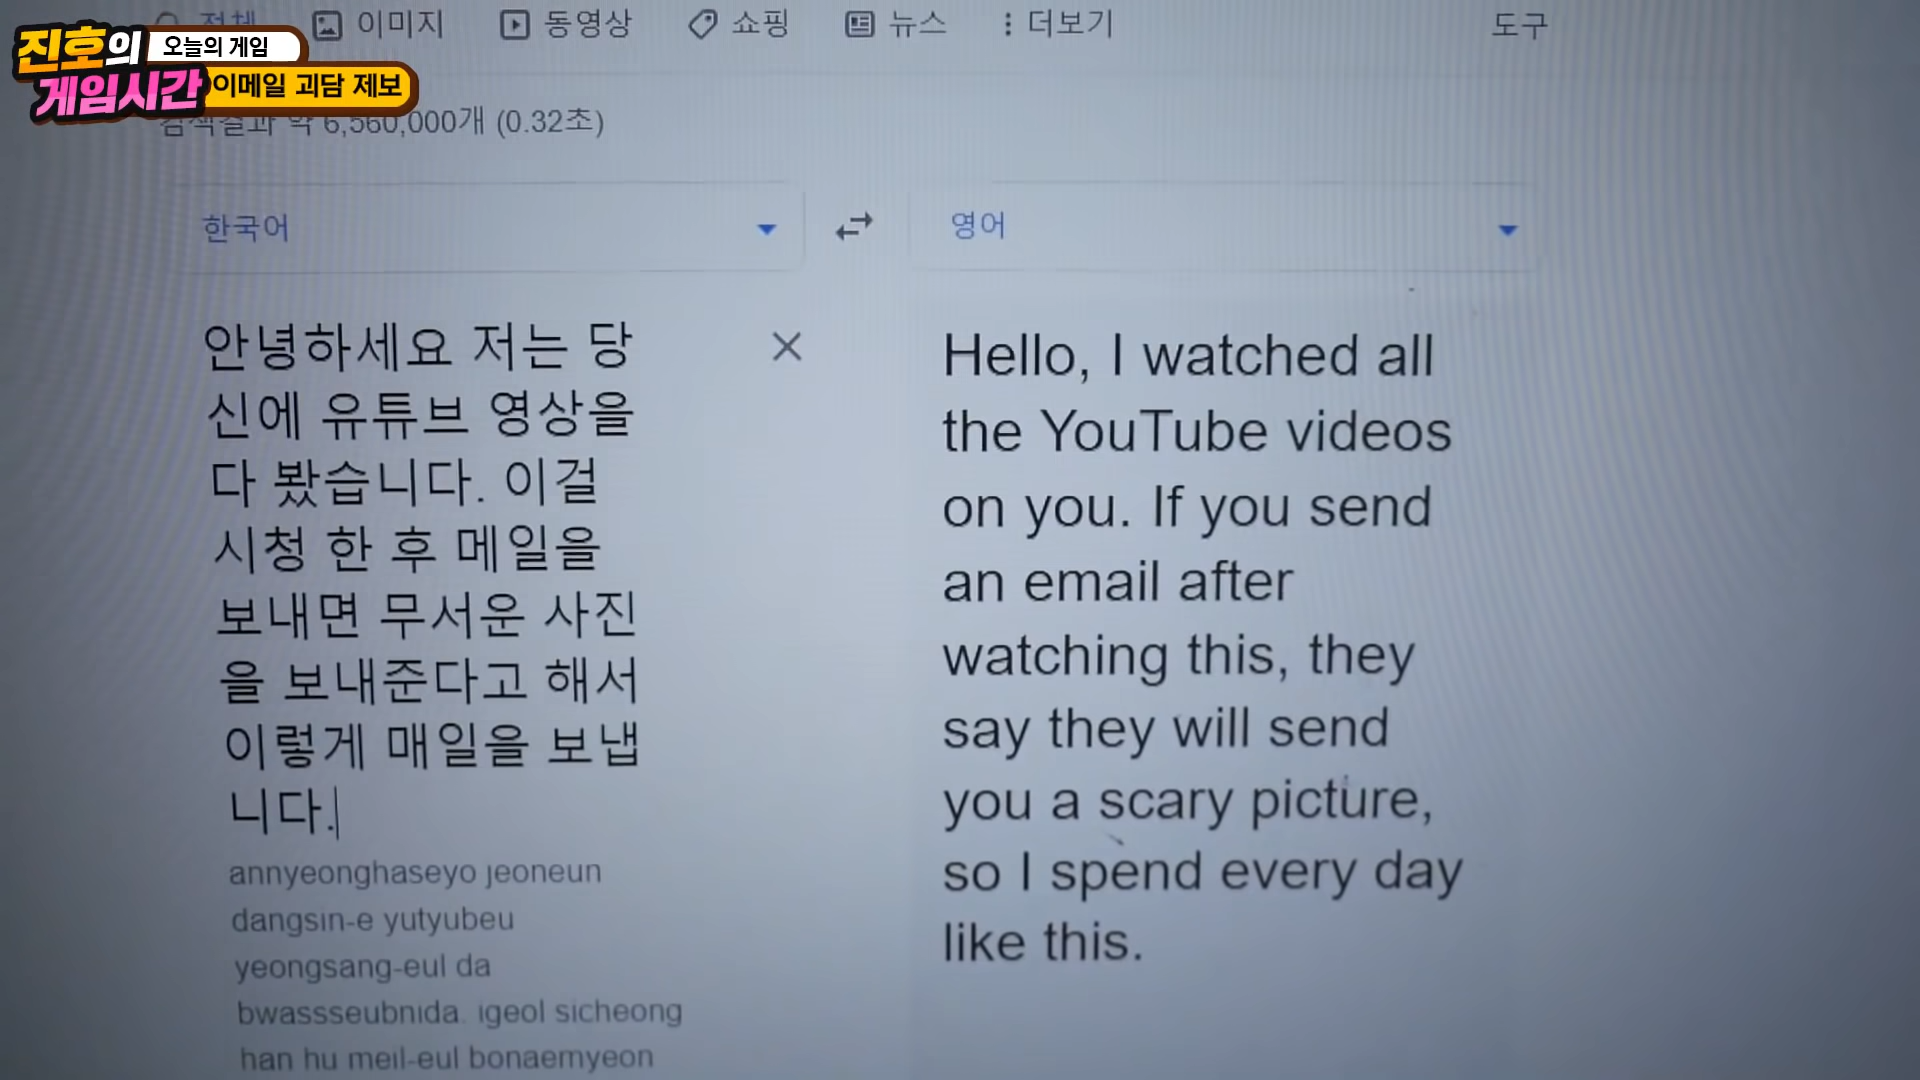 전체
이미지
동영상
쇼핑
뉴스
더보기
도구
진호의
게임시간
오늘의 게임
이메일 괴담 제보
검색결과 약 6,560,000개 (0.32초)
한국어
영어
안녕하세요 저는 당
신에 유튜브 영상을
다 봤습니다. 이걸
시청 한 후 메일을
보내면 무서운 사진
을 보내준다고 해서
이렇게 매일을 보냅
니다.
annyeonghaseyo jeoneun
dangsin-e yutyubeu
yeongsang-eul da
bwassseubnida. igeol sicheong
han hu meil-eul bonaemyeon
Hello, I watched all
the YouTube videos
on you. If you send
an email after
watching this, they
say they will send
you a scary picture,
so I spend every day
like this.